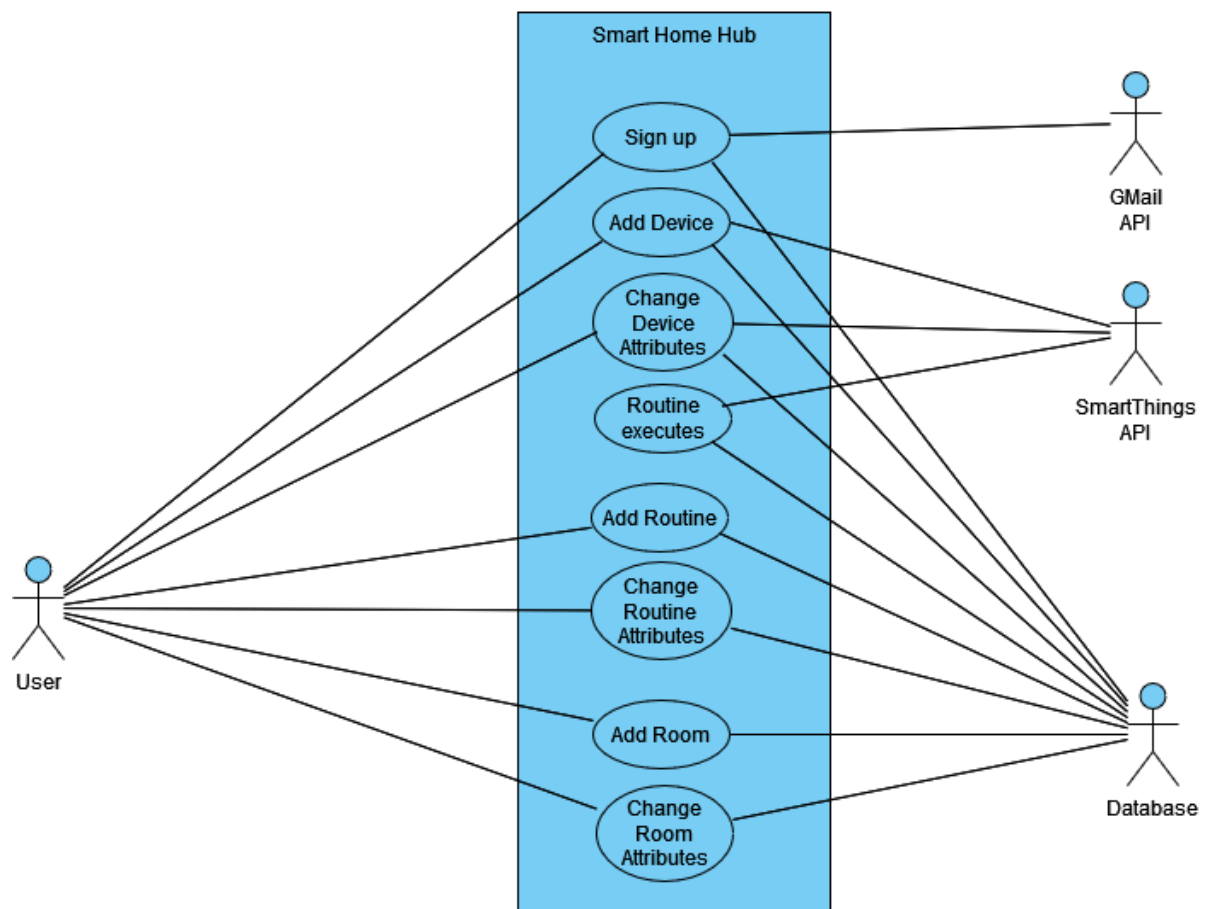 Smart Home Hub
Sign up
GMail
API
Add Device
Change
Device
Attributes
SmartThings
API
Routine
executes
Add Routine
Change
Routine
Attributes
User
Add Room
Database
Change
Room
Attributes